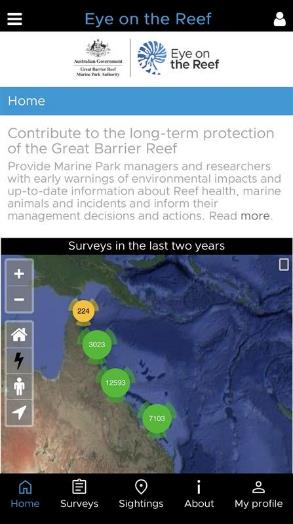 Eye on the Reef
Australian Government
Great Barrier Reef
Marine Park Authority
Eye on
the Reef
Home
Contribute to the long-term protection
of the Great Barrier Reef
Provide Marine Park managers and researchers
with early warnings of environmental impacts and
up-to-date information about Reef health, marine
animals and incidents and inform their
management decisions and actions. Read more.
Surveys in the last two years
+
224
−
3023
12593
7103
Home Surveys Sightings About My profile